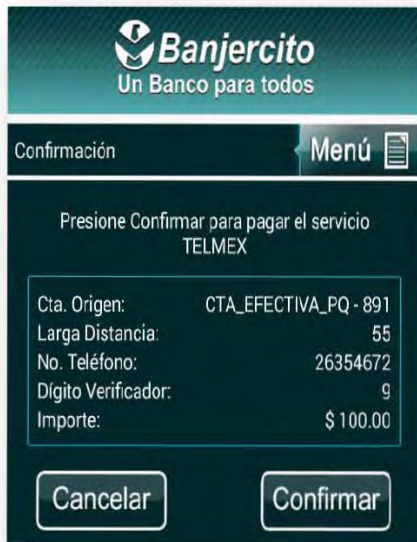 Banjercito
Un Banco para todos
Confirmación
Menú
Presione Confirmar para pagar el servicio
TELMEX
Cta. Origen: CTA_EFECTIVA_PQ - 891
Larga Distancia: 55
No. Teléfono: 26354672
Dígito Verificador: 9
Importe: $ 100.00
Cancelar Confirmar